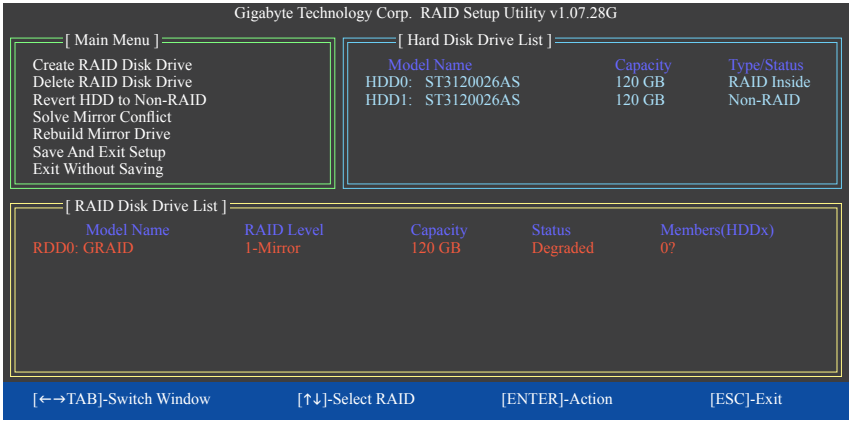 Gigabyte Technology Corp. RAID Setup Utility v1.07.28G
[ Main Menu ]
Create RAID Disk Drive
Delete RAID Disk Drive
Revert HDD to Non-RAID
Solve Mirror Conflict
Rebuild Mirror Drive
Save And Exit Setup
Exit Without Saving
[ Hard Disk Drive List ]
Model Name Capacity Type/Status
HDD0: ST3120026AS 120 GB RAID Inside
HDD1: ST3120026AS 120 GB Non-RAID
[ RAID Disk Drive List ]
Model Name RAID Level Capacity Status Members(HDDx)
RDD0: GRAID 1-Mirror 120 GB Degraded 0?
[←→TAB]-Switch Window [↑↓]-Select RAID [ENTER]-Action [ESC]-Exit